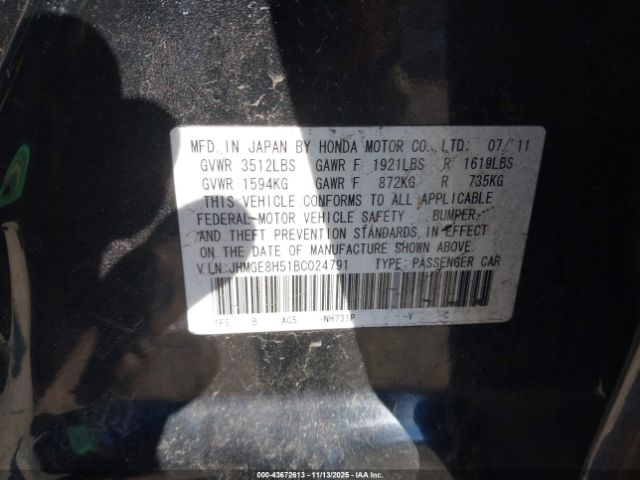 MFD. IN JAPAN BY HONDA MOTOR CO., LTD. 07/11
GVWR 3512LBS GAWR F 1921LBS R 1619LBS
GVWR 1594KG GAWR F 872KG R 735KG
THIS VEHICLE CONFORMS TO ALL APPLICABLE
FEDERAL MOTOR VEHICLE SAFETY, BUMPER,
AND THEFT PREVENTION STANDARDS, IN EFFECT
ON THE DATE OF MANUFACTURE SHOWN ABOVE.
V.I.N.:JHMGE8H51BC024791 TYPE:PASSENGER CAR
TF5 B AC5 -NH731P -V -C
000-43672613 - 11/13/2025 - IAA Inc.